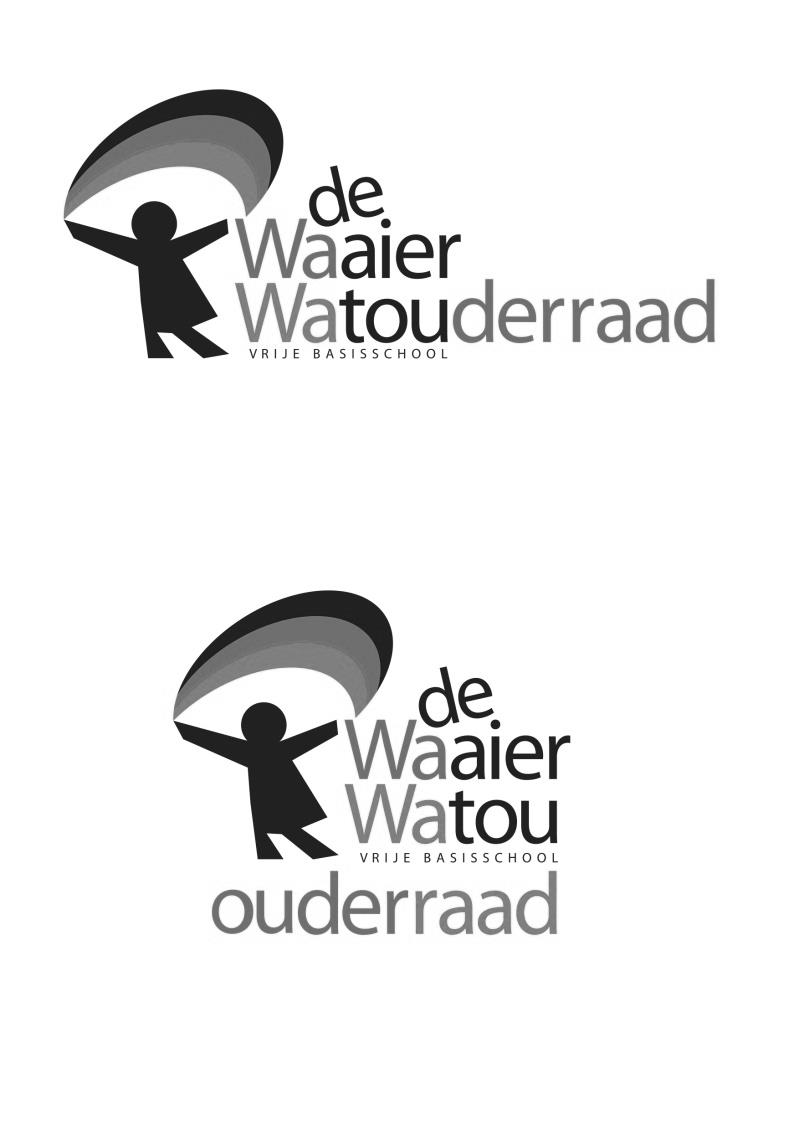 de
Waaier
Watouderraad
VRIJE BASISSCHOOL
de
Waaier
Watou
VRIJE BASISSCHOOL
ouderraad